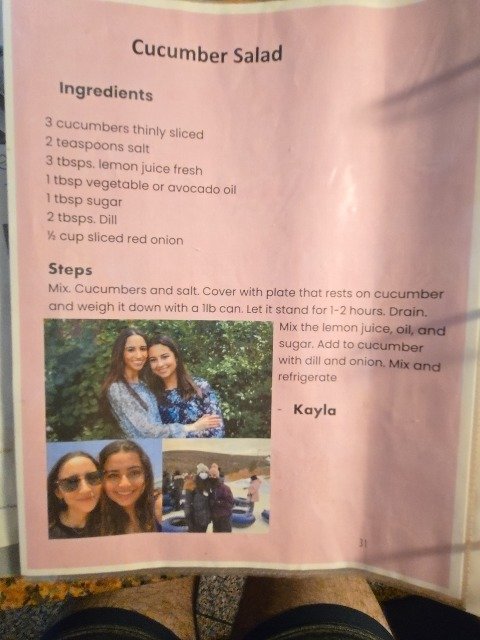 Cucumber Salad
Ingredients
3 cucumbers thinly sliced
2 teaspoons salt
3 tbsps. lemon juice fresh
1 tbsp vegetable or avocado oil
1 tbsp sugar
2 tbsps. Dill
½ cup sliced red onion
Steps
Mix. Cucumbers and salt. Cover with plate that rests on cucumber
and weigh it down with a 1lb can. Let it stand for 1-2 hours. Drain.
Mix the lemon juice, oil, and
sugar. Add to cucumber
with dill and onion. Mix and
refrigerate
- Kayla
31